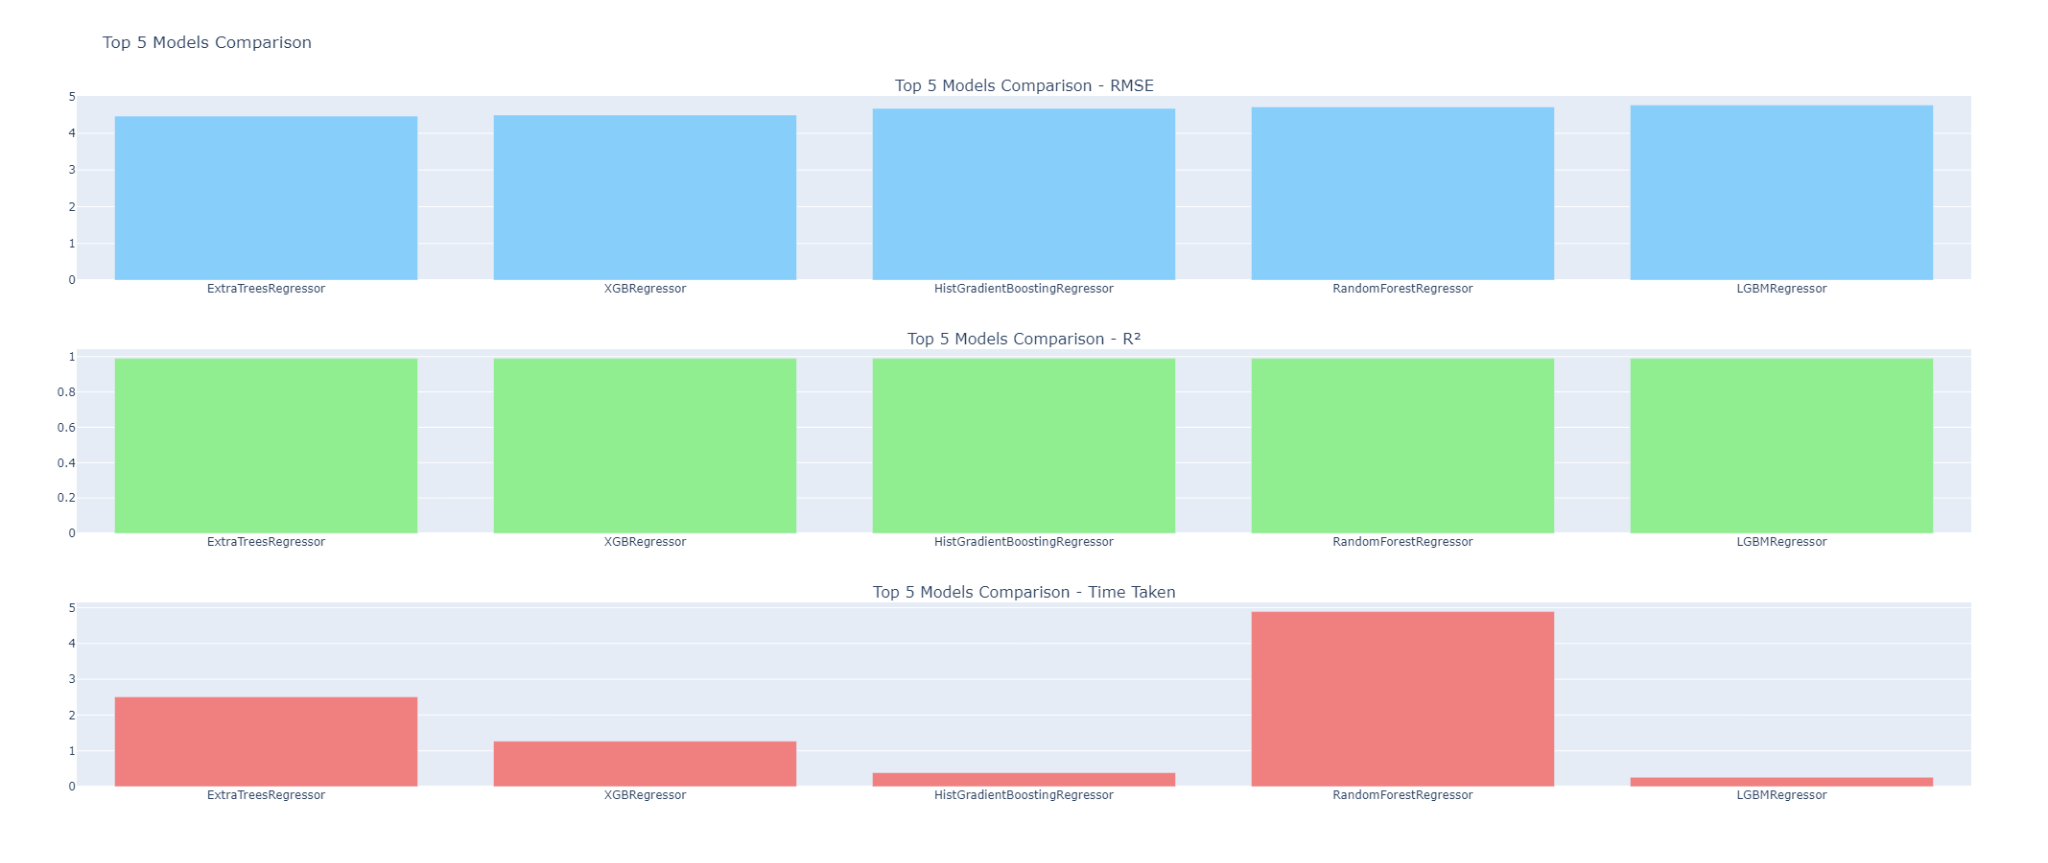 Top 5 Models Comparison
Top 5 Models Comparison - RMSE
5
4
3
2
1
0
ExtraTreesRegressor XGBRegressor HistGradientBoostingRegressor RandomForestRegressor LGBMRegressor
Top 5 Models Comparison - R²
1
0.8
0.6
0.4
0.2
0
ExtraTreesRegressor XGBRegressor HistGradientBoostingRegressor RandomForestRegressor LGBMRegressor
Top 5 Models Comparison - Time Taken
5
4
3
2
1
0
ExtraTreesRegressor XGBRegressor HistGradientBoostingRegressor RandomForestRegressor LGBMRegressor